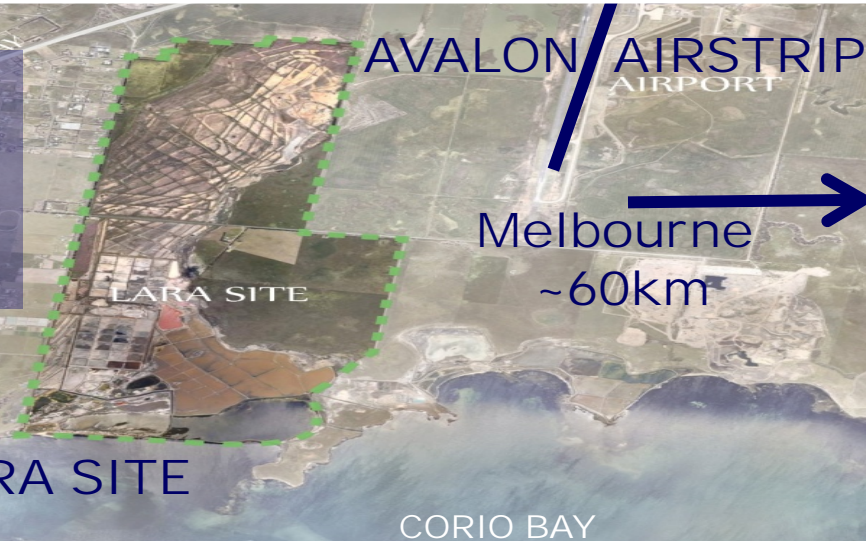 AVALON AIRSTRIP
AIRPORT
Melbourne
~60km
LARA SITE
RA SITE
CORIO BAY